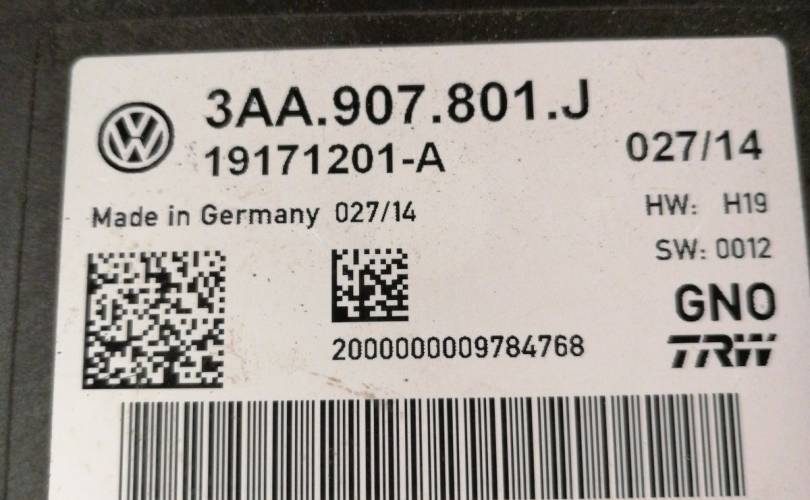 3AA.907.801.J
19171201-A
027/14
Made in Germany 027/14
HW: H19
SW: 0012
GNO
2000000009784768
TRW